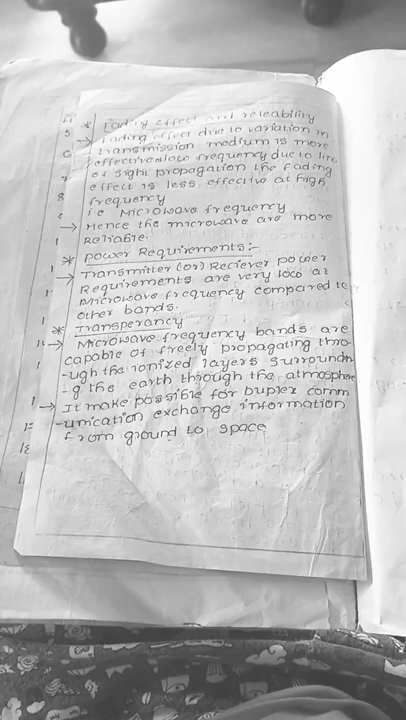 * Fading effect and releability
→ Fading effect due to variation in
transmission medium is more
effective at low frequency due to line
of sight propagation the fading
effect is less effective at high
frequency
i.e Microwave frequency
→ Hence the microwave are more
Reliable.
* power Requirements:-
→ Transmitter (or) Reciever power
Requirements are very low at
Microwave frequency compared to
other bands.
* Transperancy
→ Microwave frequency bands are
capable of freely propagating thro-
-ugh the ionized layers surroundn
-g the earth through the atmosphere
→ It make possible for Duplex comm
-unication exchange information
from ground to space